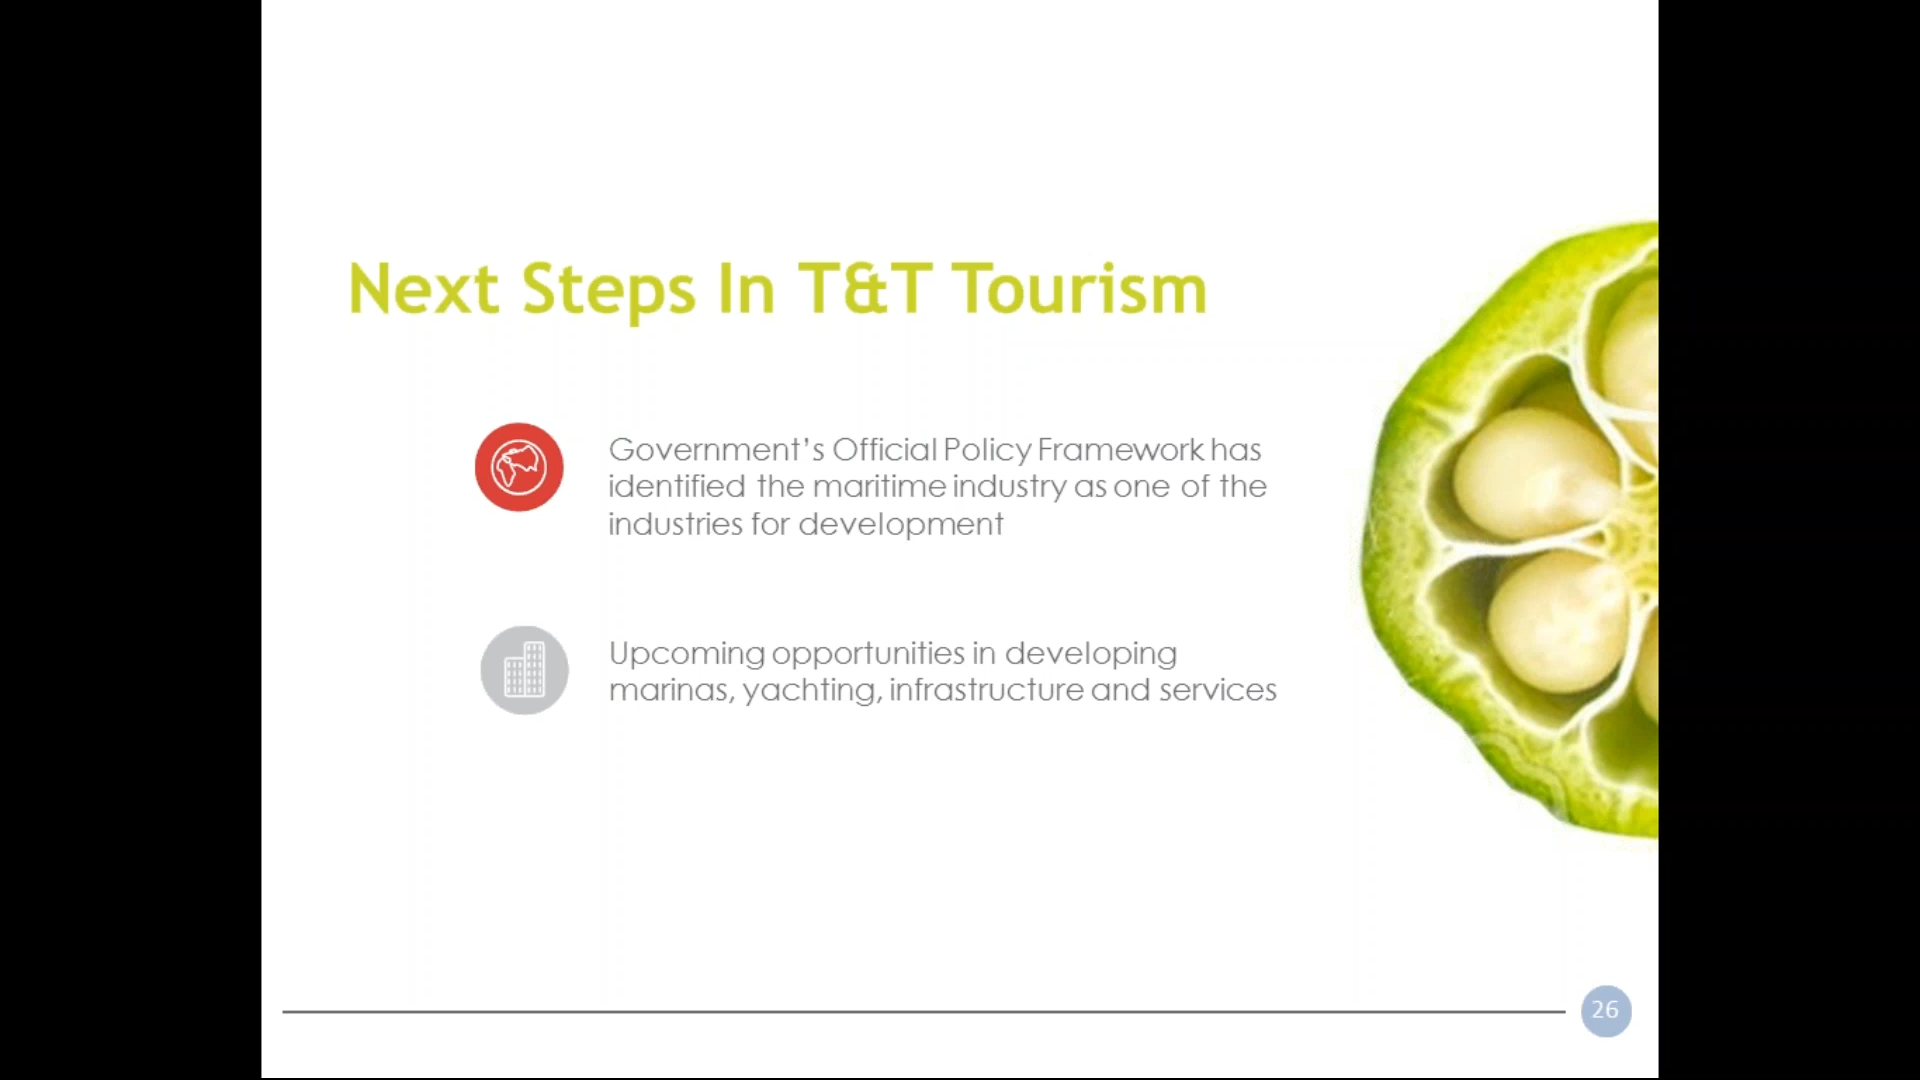 Next Steps In T&T Tourism
Government’s Official Policy Framework has
identified the maritime industry as one of the
industries for development
Upcoming opportunities in developing
marinas, yachting, infrastructure and services
26